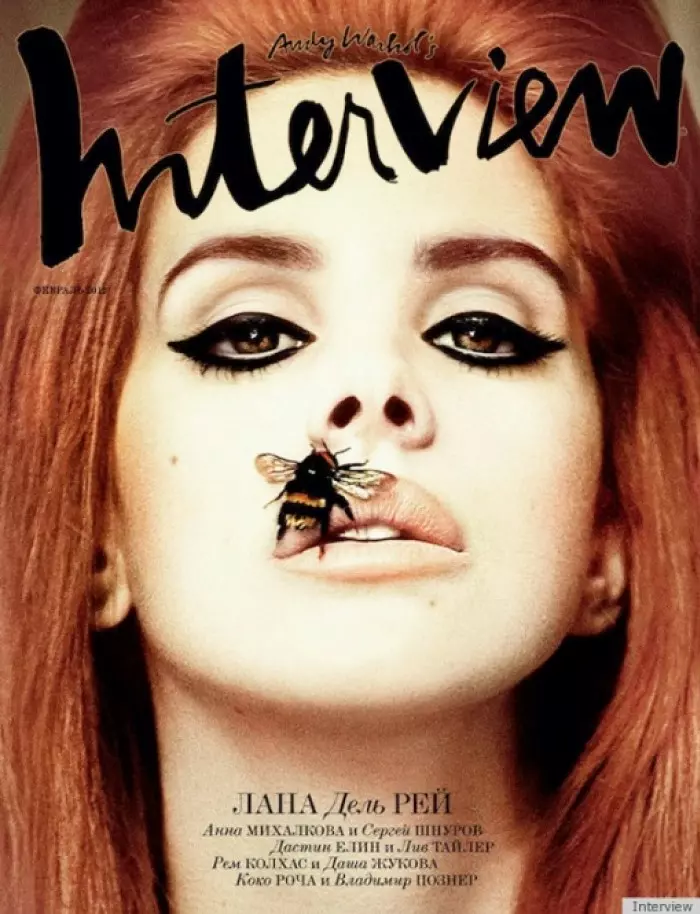 Andy Warhol's
Interview
ФЕВРАЛЬ 2012
ЛАНА Дель РЕЙ
Анна МИХАЛКОВА и Сергей ШНУРОВ
Дастин ЕЛИН и Лив ТАЙЛЕР
Рем КОЛХАС и Даша ЖУКОВА
Коко РОЧА и Владимир ПОЗНЕР
Interview